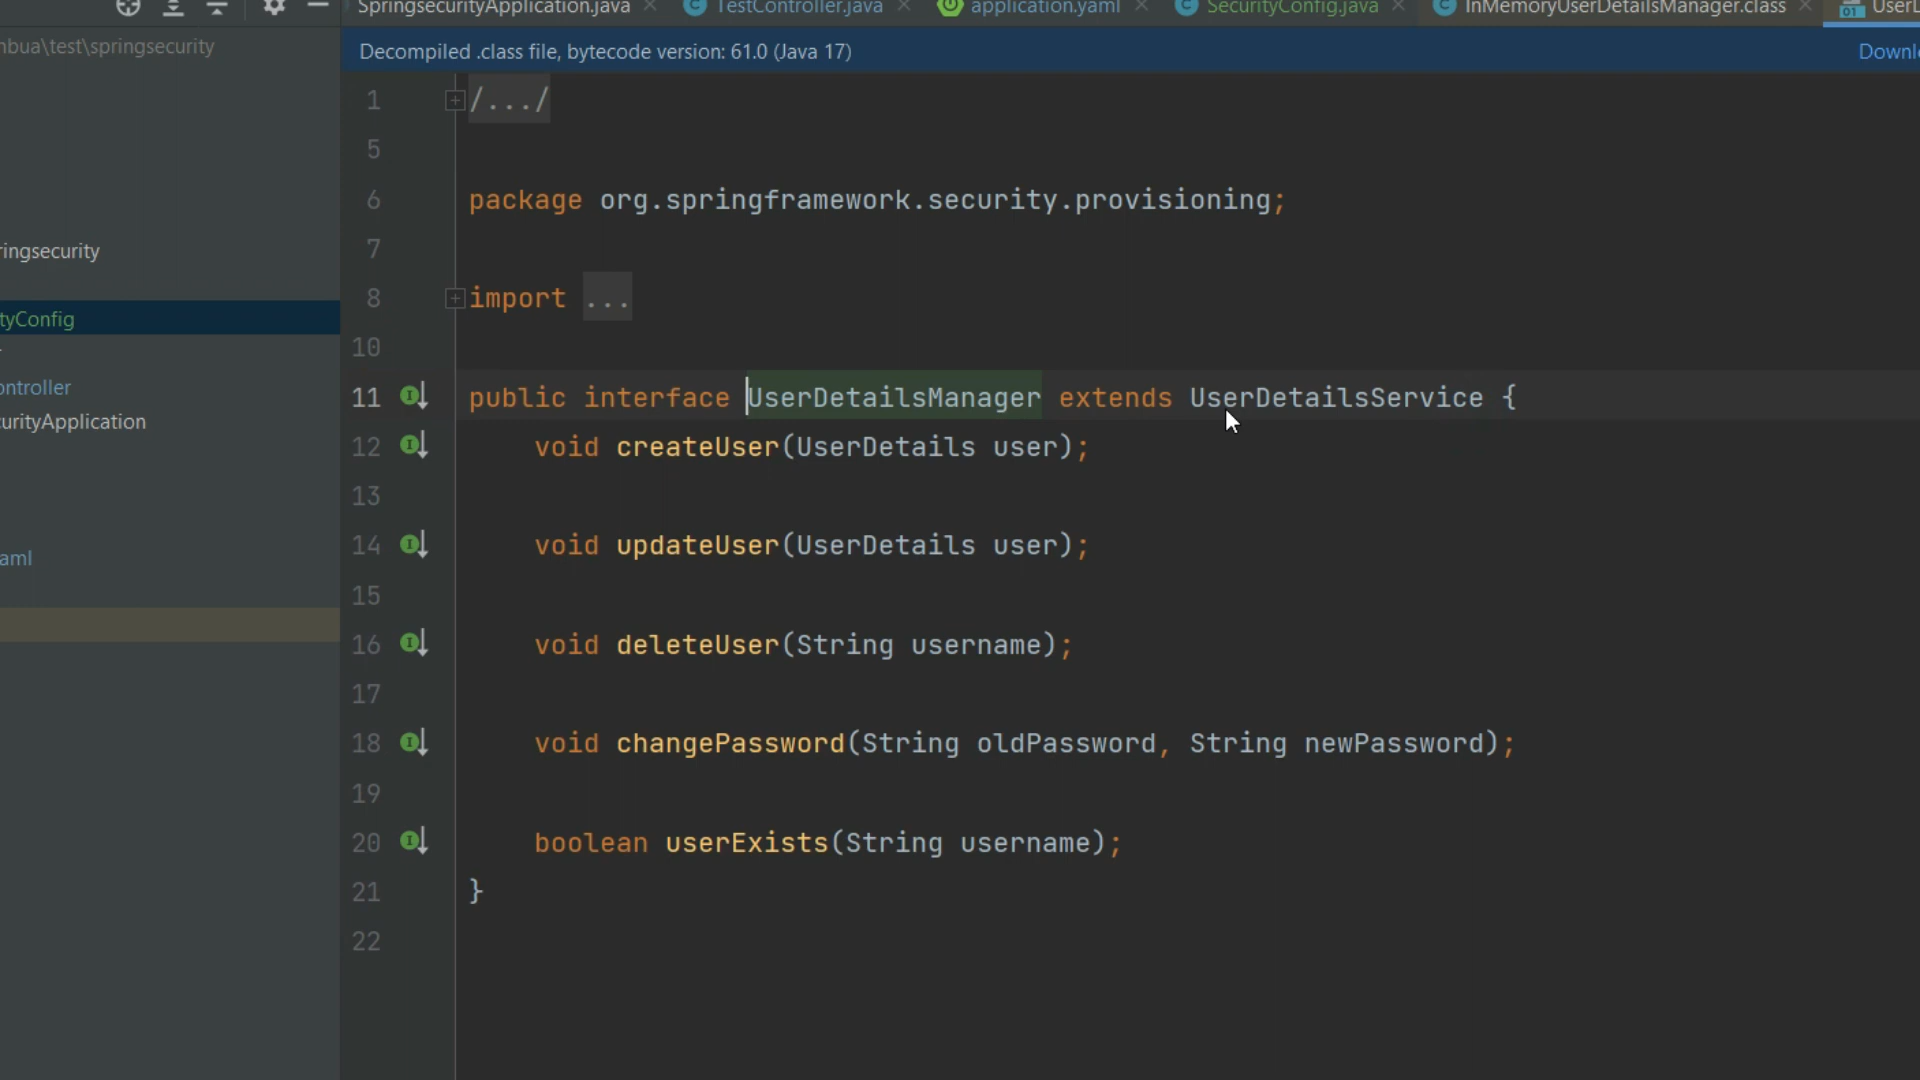 SpringsecurityApplication.java TestController.java application.yaml SecurityConfig.java InMemoryUserDetailsManager.class
nbua\test\springsecurity
Decompiled .class file, bytecode version: 61.0 (Java 17)
1 /.../
5
6 package org.springframework.security.provisioning;
7
ringsecurity
8 import ...
tyConfig
10
ontroller
11 public interface UserDetailsManager extends UserDetailsService {
urityApplication
12 void createUser(UserDetails user);
13
14 void updateUser(UserDetails user);
aml
15
16 void deleteUser(String username);
17
18 void changePassword(String oldPassword, String newPassword);
19
20 boolean userExists(String username);
21 }
22